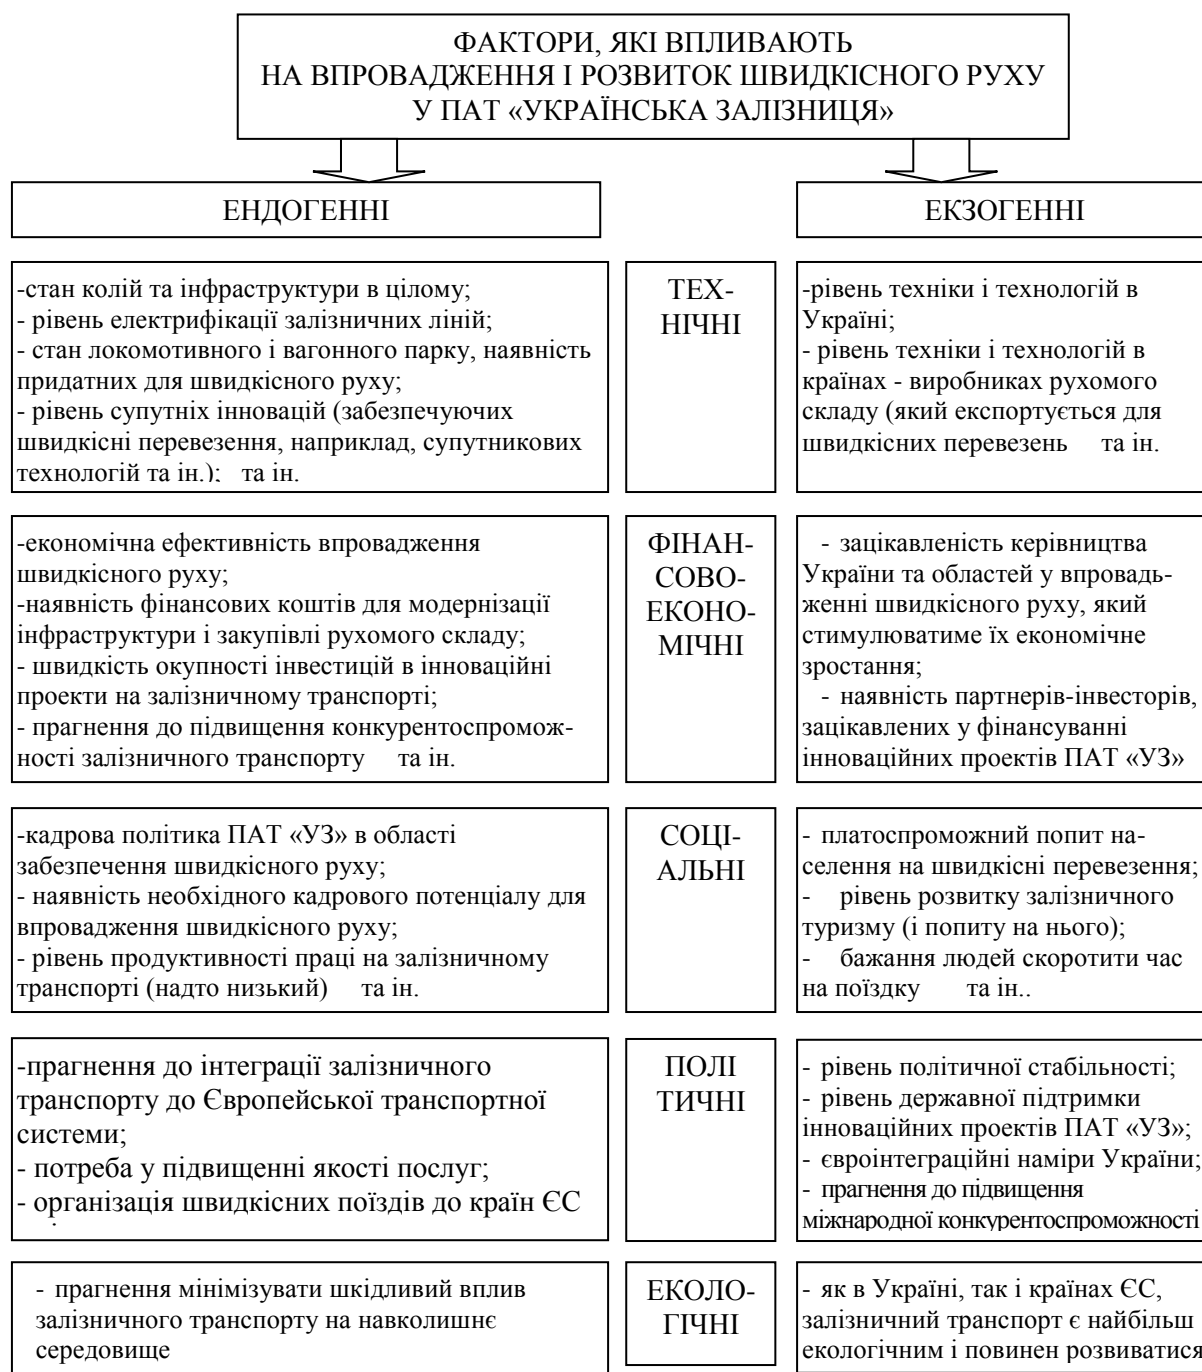 ФАКТОРИ, ЯКІ ВПЛИВАЮТЬ
НА ВПРОВАДЖЕННЯ І РОЗВИТОК ШВИДКІСНОГО РУХУ
У ПАТ «УКРАЇНСЬКА ЗАЛІЗНИЦЯ»
ЕНДОГЕННІ
ЕКЗОГЕННІ
-стан колій та інфраструктури в цілому;
- рівень електрифікації залізничних ліній;
- стан локомотивного і вагонного парку, наявність
придатних для швидкісного руху;
- рівень супутніх інновацій (забезпечуючих
швидкісні перевезення, наприклад, супутникових
технологій та ін.); та ін.
ТЕХ-
НІЧНІ
-рівень техніки і технологій в
Україні;
- рівень техніки і технологій в
країнах - виробниках рухомого
складу (який експортується для
швидкісних перевезень та ін.
-економічна ефективність впровадження
швидкісного руху;
-наявність фінансових коштів для модернізації
інфраструктури і закупівлі рухомого складу;
- швидкість окупності інвестицій в інноваційні
проекти на залізничному транспорті;
- прагнення до підвищення конкурентоспромож-
ності залізничного транспорту та ін.
ФІНАН-
СОВО-
ЕКОНО-
МІЧНІ
- зацікавленість керівництва
України та областей у впровадь-
женні швидкісного руху, який
стимулюватиме їх економічне
зростання;
- наявність партнерів-інвесторів,
зацікавлених у фінансуванні
інноваційних проектів ПАТ «УЗ»
-кадрова політика ПАТ «УЗ» в області
забезпечення швидкісного руху;
- наявність необхідного кадрового потенціалу для
впровадження швидкісного руху;
- рівень продуктивності праці на залізничному
транспорті (надто низький) та ін.
СОЦІ-
АЛЬНІ
- платоспроможний попит на-
селення на швидкісні перевезення;
- рівень розвитку залізничного
туризму (і попиту на нього);
- бажання людей скоротити час
на поїздку та ін..
-прагнення до інтеграції залізничного
транспорту до Європейської транспортної
системи;
- потреба у підвищенні якості послуг;
- організація швидкісних поїздів до країн ЄС
ПОЛІ
ТИЧНІ
- рівень політичної стабільності;
- рівень державної підтримки
інноваційних проектів ПАТ «УЗ»;
- євроінтеграційні наміри України;
- прагнення до підвищення
міжнародної конкурентоспроможності
- прагнення мінімізувати шкідливий вплив
залізничного транспорту на навколишнє
середовище
ЕКОЛО-
ГІЧНІ
- як в Україні, так і країнах ЄС,
залізничний транспорт є найбільш
екологічним і повинен розвиватися